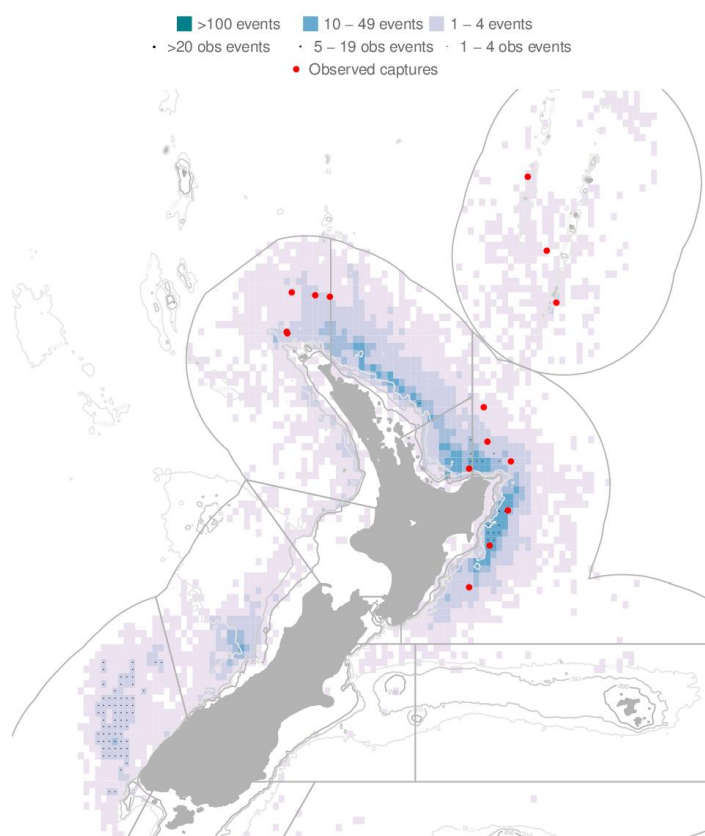 >100 events 10 – 49 events 1 – 4 events
>20 obs events 5 – 19 obs events 1 – 4 obs events
Observed captures